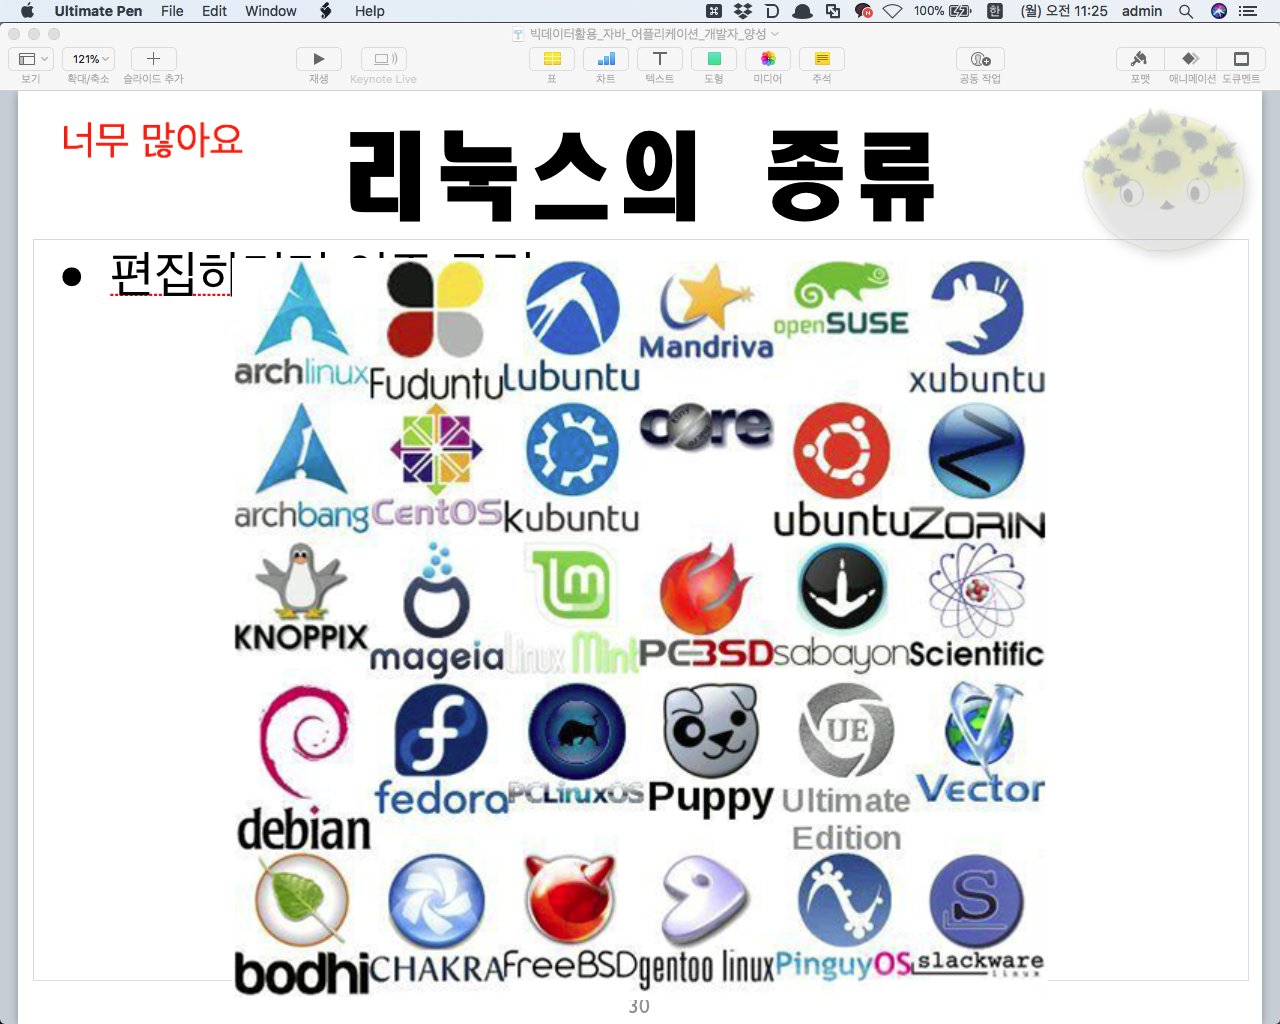 Ultimate Pen File Edit Window Help 100% 한 (월) 오전 11:25 admin
빅데이터활용_자바_어플리케이션_개발자_양성
121%
보기 확대/축소 슬라이드 추가 재생 Keynote Live 표 차트 텍스트 도형 미디어 주석 공동 작업 포맷 애니메이션 도큐멘트
너무 많아요
리눅스의 종류
● 편집하
archlinux Fuduntu Lubuntu Mandriva openSUSE xubuntu
archbang CentOS kubuntu core ubuntu ZORIN
KNOPPIX mageia Linux Mint PCBSD sabayon Scientific
debian fedora PCLinuxOS Puppy UE Ultimate Edition Vector
bodhi CHAKRA FreeBSD gentoo linux PinguyOS slackware linux
30